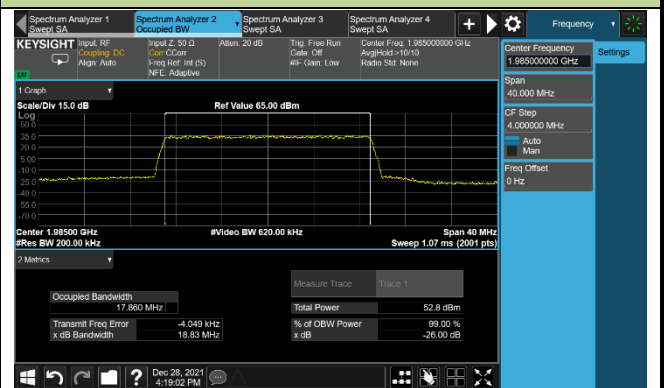 Spectrum Analyzer 1
Swept SA
Spectrum Analyzer 2
Occupied BW
Spectrum Analyzer 3
Swept SA
Spectrum Analyzer 4
Swept SA
Frequency
KEYSIGHT
Input: RF
Coupling: DC
Align: Auto
Input Z: 50 Ω
Corr CCorr
Freq Ref: Int (S)
NFE: Adaptive
Atten: 20 dB
Trig: Free Run
Gate: Off
#IF Gain: Low
Center Freq: 1.985000000 GHz
Avg|Hold:>10/10
Radio Std: None
Center Frequency
1.985000000 GHz
Settings
Span
40.000 MHz
CF Step
4.000000 MHz
Auto
Man
Freq Offset
0 Hz
1 Graph
Scale/Div 15.0 dB
Ref Value 65.00 dBm
Log
50.0
35.0
20.0
5.00
-10.0
-25.0
-40.0
-55.0
-70.0
Center 1.98500 GHz
#Video BW 620.00 kHz
Span 40 MHz
#Res BW 200.00 kHz
Sweep 1.07 ms (2001 pts)
2 Metrics
Measure Trace
Trace 1
Occupied Bandwidth
17.860 MHz
Total Power
52.8 dBm
Transmit Freq Error
-4.049 kHz
% of OBW Power
99.00 %
x dB Bandwidth
18.83 MHz
x dB
-26.00 dB
?
Dec 28, 2021
4:19:02 PM